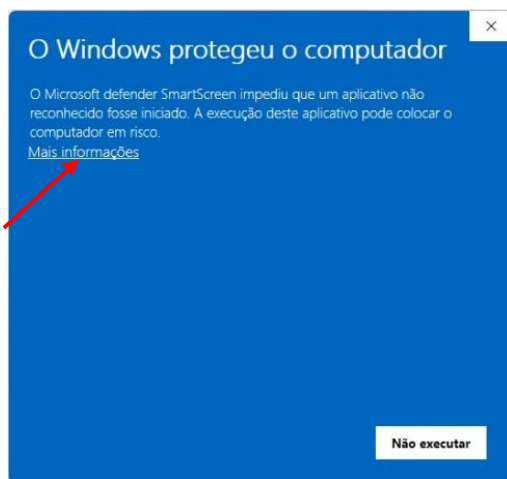 O Windows protegeu o computador
O Microsoft defender SmartScreen impediu que um aplicativo não
reconhecido fosse iniciado. A execução deste aplicativo pode colocar o
computador em risco.
Mais informações
Não executar